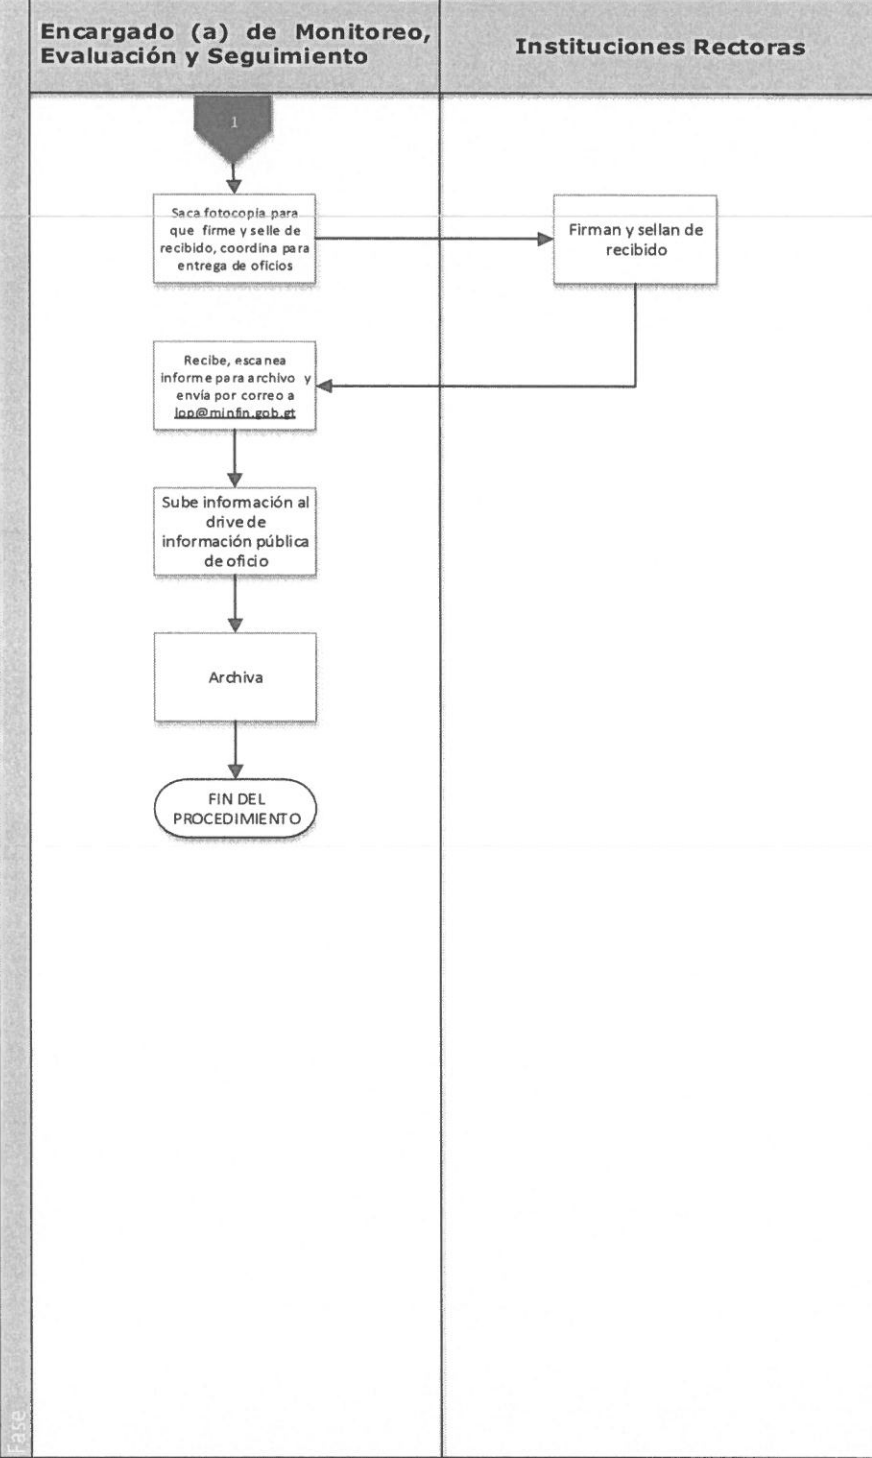 Encargado (a) de Monitoreo,
Evaluación y Seguimiento
Instituciones Rectoras
1
Saca fotocopia para
que firme y selle de
recibido, coordina para
entrega de oficios
Firman y sellan de
recibido
Recibe, escanea
informe para archivo y
envía por correo a
lop@minfin.gob.gt
Sube información al
drive de
información pública
de oficio
Archiva
FIN DEL
PROCEDIMIENTO
Fase